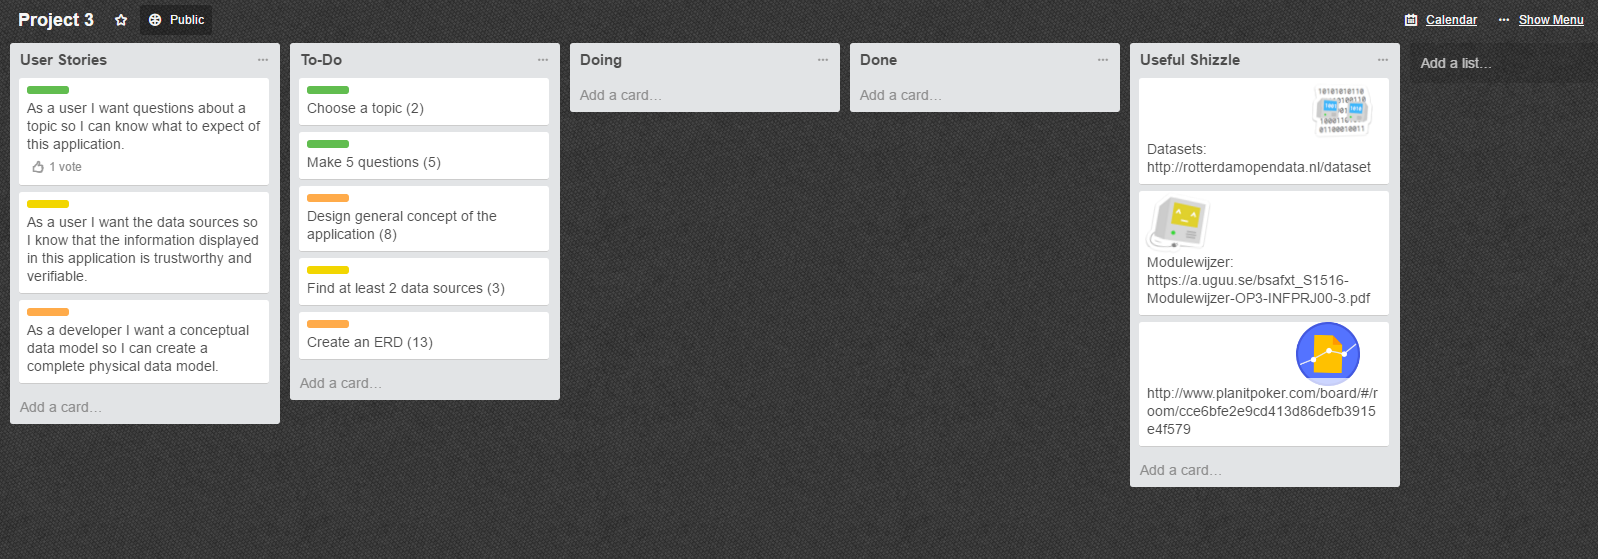 Project 3
Public
Calendar
Show Menu
User Stories
As a user I want questions about a
topic so I can know what to expect of
this application.
1 vote
As a user I want the data sources so
I know that the information displayed
in this application is trustworthy and
verifiable.
As a developer I want a conceptual
data model so I can create a
complete physical data model.
Add a card…
To-Do
Choose a topic (2)
Make 5 questions (5)
Design general concept of the
application (8)
Find at least 2 data sources (3)
Create an ERD (13)
Add a card…
Doing
Add a card…
Done
Add a card…
Useful Shizzle
Datasets:
http://rotterdamopendata.nl/dataset
Modulewijzer:
https://a.uguu.se/bsafxt_S1516-
Modulewijzer-OP3-INFPRJ00-3.pdf
http://www.planitpoker.com/board/#/r
oom/cce6bfe2e9cd413d86defb3915
e4f579
Add a card…
Add a list…